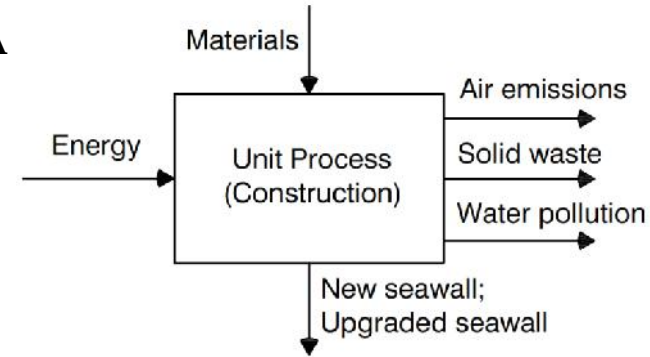 A
Materials
Air emissions
Energy
Unit Process
(Construction)
Solid waste
Water pollution
New seawall;
Upgraded seawall